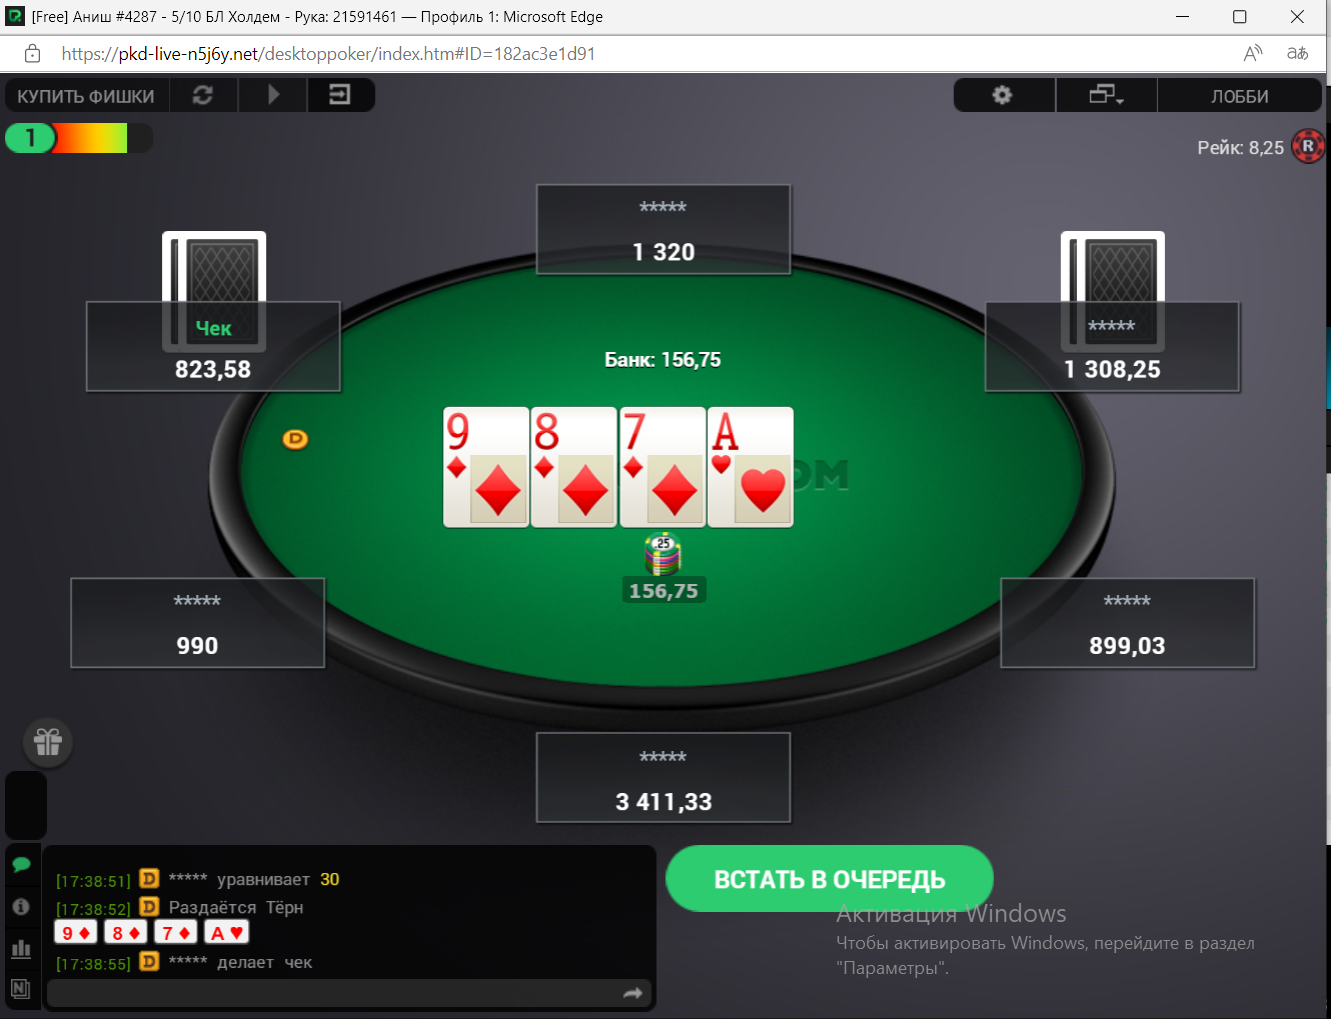 [Free] Аниш #4287 - 5/10 БЛ Холдем - Рука: 21591461 — Профиль 1: Microsoft Edge
https://pkd-live-n5j6y.net/desktoppoker/index.htm#ID=182ac3e1d91
КУПИТЬ ФИШКИ
ЛОББИ
1
Рейк: 8,25 R
*****
1 320
Чек
823,58
*****
1 308,25
Банк: 156,75
D
9 8 7 A
OM
.25
156,75
*****
990
*****
899,03
*****
3 411,33
[17:38:51] D ***** уравнивает 30
[17:38:52] D Раздаётся Тёрн
9♦ 8♦ 7♦ A♥
[17:38:55] D ***** делает чек
ВСТАТЬ В ОЧЕРЕДЬ
Активация Windows
Чтобы активировать Windows, перейдите в раздел
"Параметры".